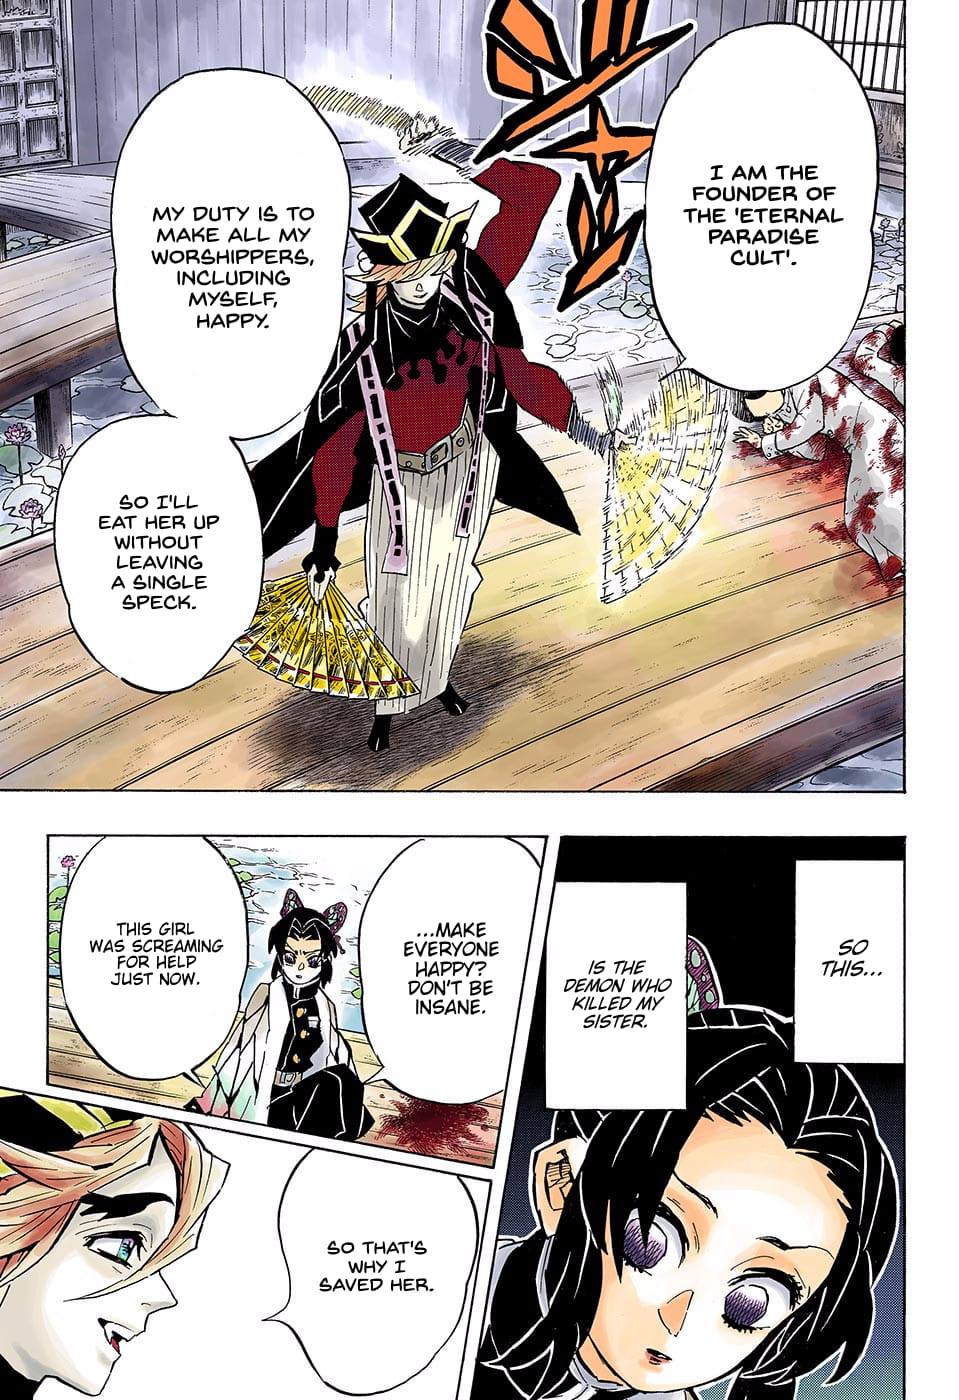 I AM THE
FOUNDER OF
THE 'ETERNAL
PARADISE
CULT'.
MY DUTY IS TO
MAKE ALL MY
WORSHIPPERS,
INCLUDING
MYSELF,
HAPPY.
SO I'LL
EAT HER UP
WITHOUT
LEAVING
A SINGLE
SPECK.
SO
THIS...
IS THE
DEMON WHO
KILLED MY
SISTER.
...MAKE
EVERYONE
HAPPY?
DON'T BE
INSANE.
THIS GIRL
WAS SCREAMING
FOR HELP
JUST NOW.
SO THAT'S
WHY I
SAVED HER.